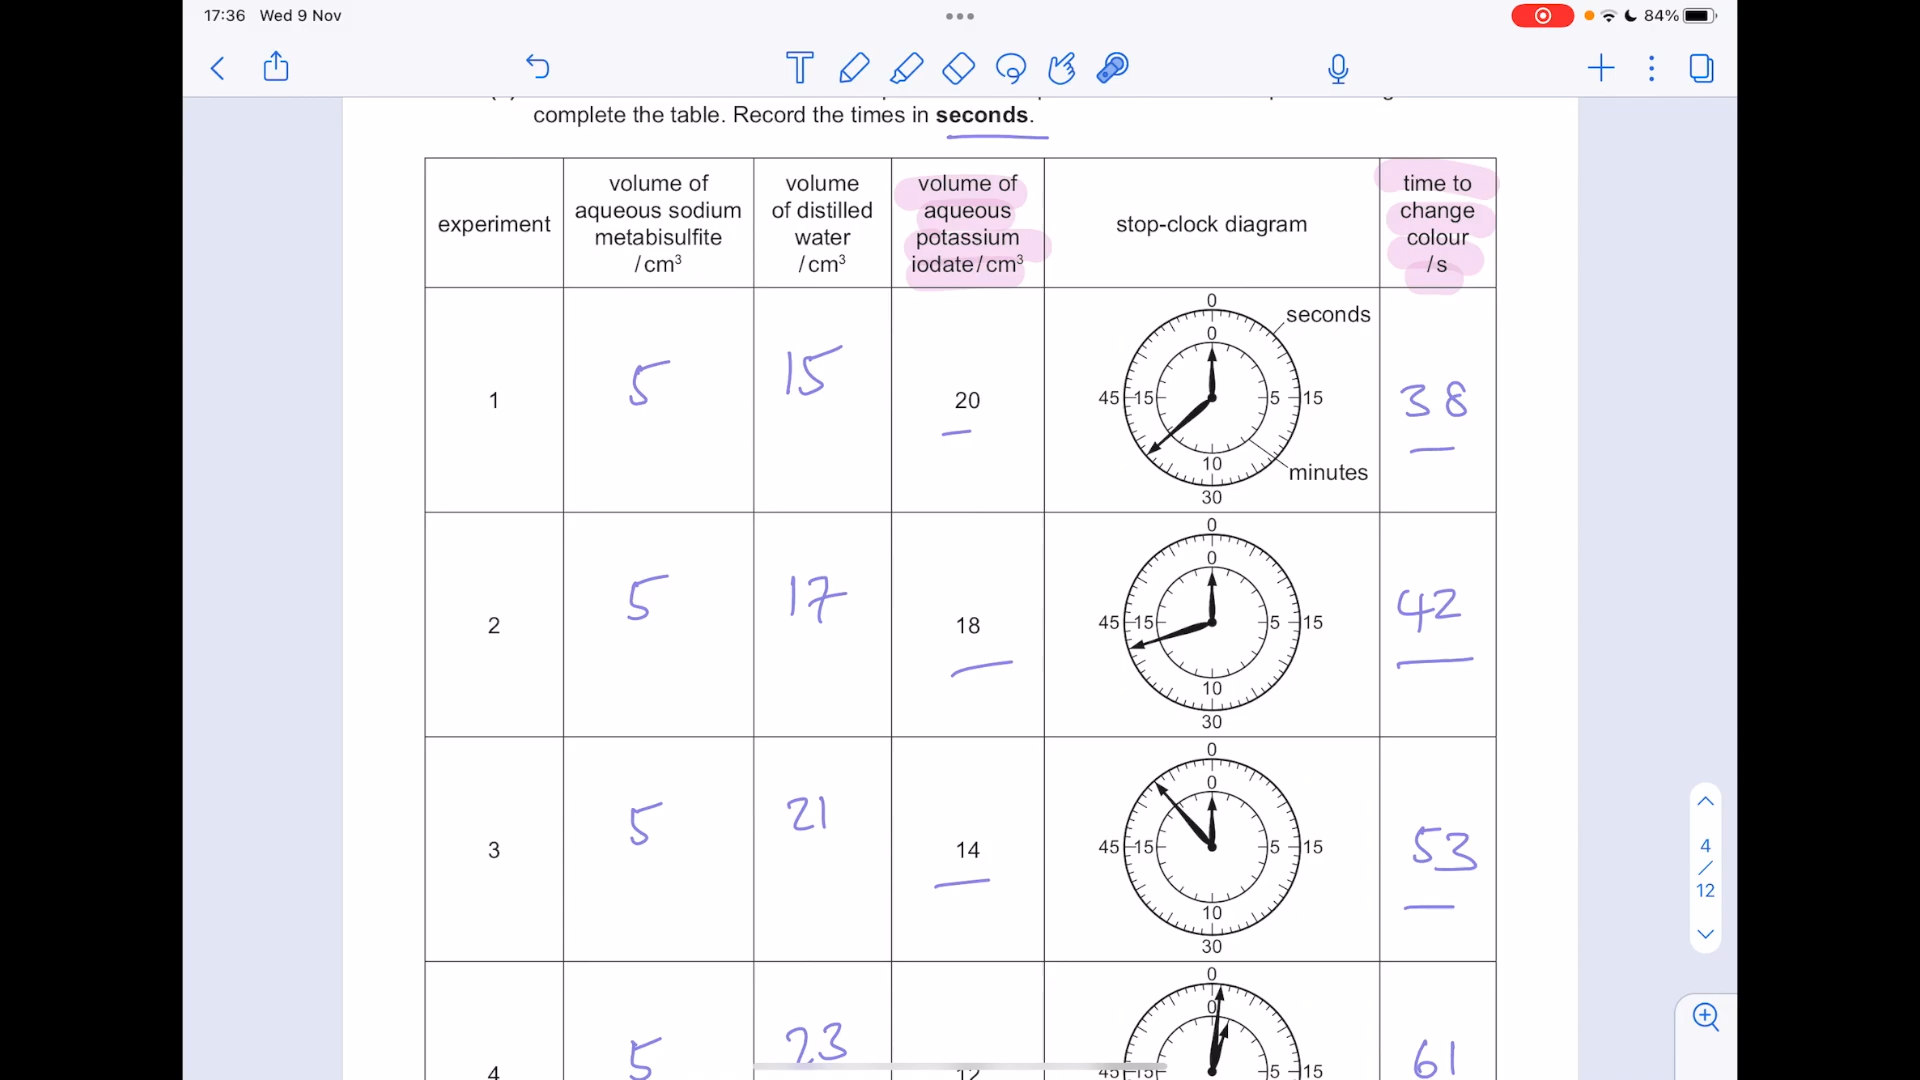 17:36 Wed 9 Nov
84%
complete the table. Record the times in seconds.
experiment
volume of
aqueous sodium
metabisulfite
/cm³
volume
of distilled
water
/cm³
volume of
aqueous
potassium
iodate/cm³
stop-clock diagram
time to
change
colour
/s
1
5
15
20
0
seconds
0
45 15 5 15
10
minutes
30
38
2
5
17
18
0
0
45 15 5 15
10
30
42
3
5
21
14
0
0
45 15 5 15
10
30
53
4
5
23
12
0
0
45 15 5 15
61
4
/
12